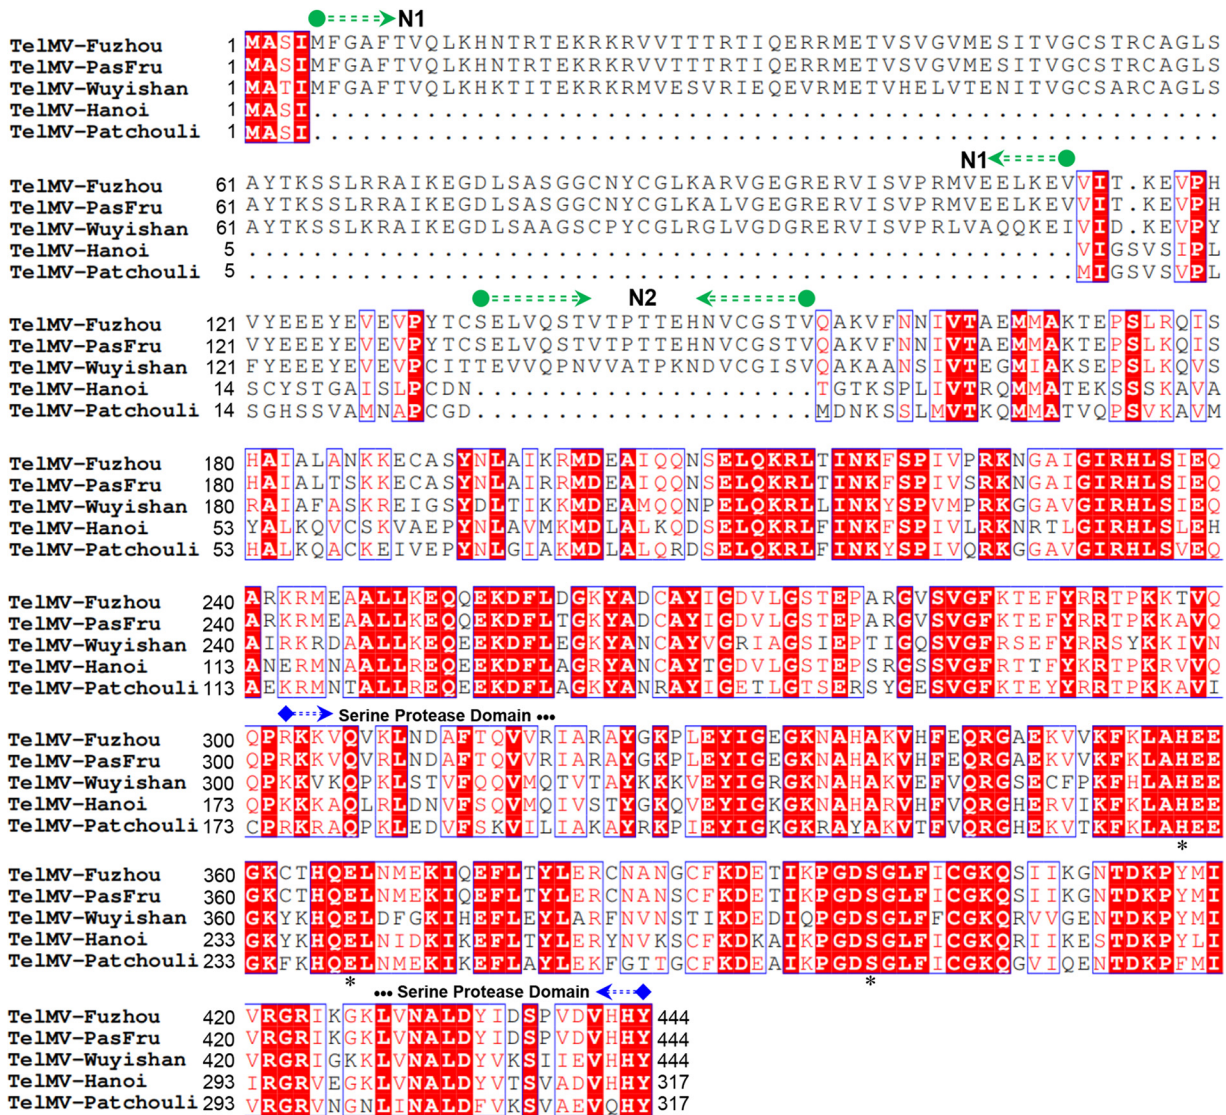 N1
TelMV-Fuzhou 1 MASIMFGAFTVQLKHNTRTEKRKRVVTTTRTIQERRMETVSVGVMESITVGCSTRCAGLS
TelMV-PasFru 1 MASIMFGAFTVQLKHNTRTEKRKRVVTTTRTIQERRMETVSVGVMESITVGCSTRCAGLS
TelMV-Wuyishan 1 MATIMFGAFTVQLKHKTITEKRKRMVESVRIEQEVRMETVHELVTENITVGCSARCAGLS
TelMV-Hanoi 1 MASI........................................................
TelMV-Patchouli 1 MASI........................................................
N1
TelMV-Fuzhou 61 AYTKSSLRRAIKEGDLSASGGCNYCGLKARVGEGRERVISVPRMVEELKEVVIT.KEVPH
TelMV-PasFru 61 AYTKSSLRRAIKEGDLSASGGCNYCGLKALVGEGRERVISVPRMVEELKEVVIT.KEVPH
TelMV-Wuyishan 61 AYTKSSLKRAIKEGDLSAAGSCPYCGLRGLVGDGRERVISVPRLVAQQKEIVID.KEVPY
TelMV-Hanoi 5 ...................................................VIGSVSIPL
TelMV-Patchouli 5 ...................................................MIGSVSVPL
N2
TelMV-Fuzhou 121 VYEEEYEVEVPYTCSELVQSTVTPTTEHNVCGSTVQAKVFNNIVTAEMMAKTEPSLRQIS
TelMV-PasFru 121 VYEEEYEVEVPYTCSELVQSTVTPTTEHNVCGSTVQAKVFNNIVTAEMMAKTEPSLKQIS
TelMV-Wuyishan 121 FYEEEYEVEVPCITTEVVQPNVVATPKNDVCGISVQAKAANSIVTEGMIAKSEPSLKQVS
TelMV-Hanoi 14 SCYSTGAISLPCDN.....................TGTKSPLIVTRQMMATEKSSSKAVA
TelMV-Patchouli 14 SGHSSVAMNAPCGD.....................MDNKSSLMVTKQMMATVQPSVKAVM
TelMV-Fuzhou 180 HAIALANKKECASYNLAIKRMDEAIQQNSELQKRLTINKFSPIVPRKNGAIGIRHLSIEQ
TelMV-PasFru 180 HAIALTSKKECASYNLAIRRMDEAIQQNSELQKRLTINKFSPIVSRKNGAIGIRHLSIEQ
TelMV-Wuyishan 180 RAIAFASKREIGSYDLTIKKMDEAMQQNPELQKRLLINKYSPVMPRKGGAVGIRHLSIEQ
TelMV-Hanoi 53 YALKQVCSKVAEPYNLAVMKMDLALKQDSELQKRLFINKFSPIVLRKNRTLGIRHLSLEH
TelMV-Patchouli 53 HALKQACKEIVEPYNLGIAKMDLALQRDSELQKRLFINKYSPIVQRKGGAVGIRHLSVEQ
TelMV-Fuzhou 240 ARKRMEAALLKEQQEKDFLDGKYADCAYIGDVLGSTEPARGVSVGFKTEFYRRTPKKTVQ
TelMV-PasFru 240 ARKRMEAALLKEQQEKDFLTGKYADCAYIGDVLGSTEPARGVSVGFKTEFYRRTPKKAVQ
TelMV-Wuyishan 240 AIRKRDAALLKEQEEKDFLEGKYANCAYVGRIAGSIEPTIGQSVGFRSEFYRRSYKKIVN
TelMV-Hanoi 113 ANERMNAALLREQEEKDFLAGRYANCAYTGDVLGSTEPSRGSSVGFRTTFYKRTPKRVVQ
TelMV-Patchouli 113 AEKRMNTALLREQEEKDFLAGKYANRAYIGETLGTSERSYGESVGFKTEYYRRTPKKAVI
Serine Protease Domain •••
TelMV-Fuzhou 300 QPRKKVQVKLNDAFTQVVRIARAYGKPLEYIGEGKNAHAKVHFEQRGAEKVVKFKLAHEE
TelMV-PasFru 300 QPRKKVQVRLNDAFTQVVRIARAYGKPLEYIGEGKNAHAKVHFEQRGAEKVVKFKLAHEE
TelMV-Wuyishan 300 QPKKVKQPKLSTVFQQVMQTVTAYKKKPVEYIGRGKNAHAKVEFVQRGSECFPKFHLAHEE
TelMV-Hanoi 173 QPKKKAQLRLDNVFSQVMQIVSTYGKQVEYIGKGKNAHARVHFVQRGHERVIKFKLAHEE
TelMV-Patchouli 173 CPRKRAQPKLEDVFSKVILIAKAYRKPIEYIGKGKRAYAKVTFVQRGHEKVTKFKLAHEE
*
TelMV-Fuzhou 360 GKCTHQELNMEKIQEFLTYLERCNANGCFKDETIKPGDSGLFICGKQSIIKGNTDKPYMI
TelMV-PasFru 360 GKCTHQELNMEKIQEFLTYLERCNANSCFKDETIKPGDSGLFICGKQSIIKGNTDKPYMI
TelMV-Wuyishan 360 GKYKHQELDFGKIHEFLEYLARFNVNSTIKDEDIQPGDSGLFFCGKQRVVGENTDKPYMI
TelMV-Hanoi 233 GKYKHQELNIDKIKEFLTYLERYNVKSCFKDKAIKPGDSGLFICGKQRIIKESTDKPYLI
TelMV-Patchouli 233 GKFKHQELNMEKIKEFLAYLEKFGTTGCFKDEAIKPGDSGLFICGKQGVIQENTDKPFMI
* *
••• Serine Protease Domain
TelMV-Fuzhou 420 VRGRIKGKLVNALDYIDSPVDVHHY 444
TelMV-PasFru 420 VRGRIKGKLVNALDYIDSPVDVHHY 444
TelMV-Wuyishan 420 VRGRIGKKLVNALDYVKSIIEVHHY 444
TelMV-Hanoi 293 IRGRVEGKLVNALDYVTSVADVHHY 317
TelMV-Patchouli 293 VRGRVNGNLINALDFVKSVAEVQHY 317